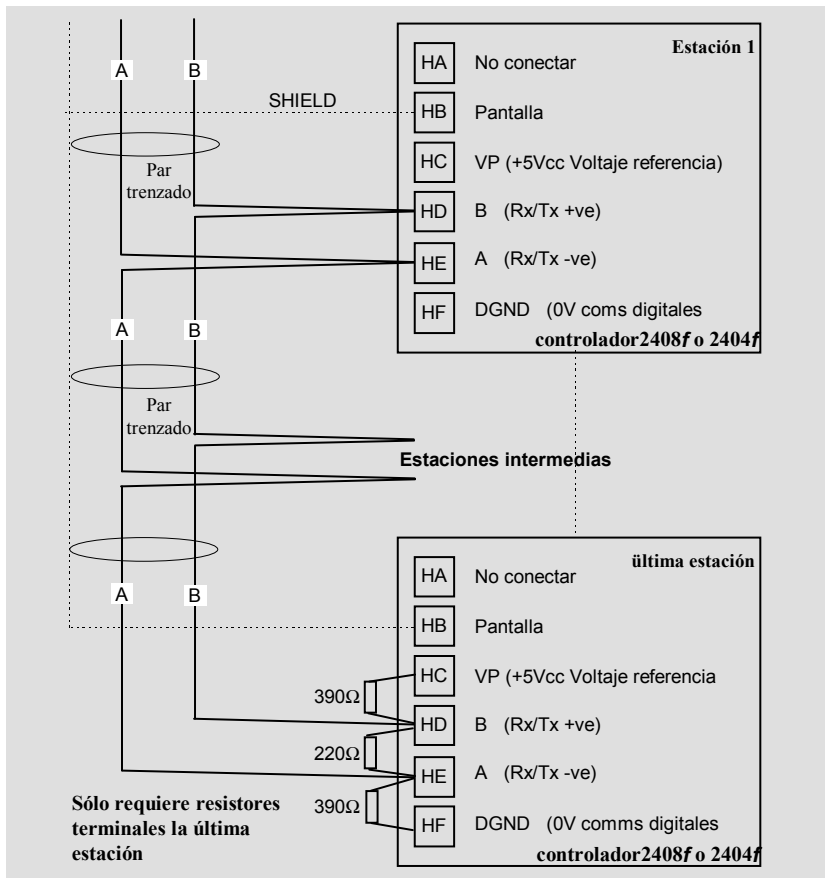 Estación 1
A
B
HA No conectar
SHIELD
HB Pantalla
Par
trenzado
HC VP (+5Vcc Voltaje referencia)
HD B (Rx/Tx +ve)
HE A (Rx/Tx -ve)
HF DGND (0V coms digitales
controlador2408f o 2404f
A
B
Par
trenzado
Estaciones intermedias
ültima estación
A
B
HA No conectar
HB Pantalla
HC VP (+5Vcc Voltaje referencia
390Ω
HD B (Rx/Tx +ve)
220Ω
HE A (Rx/Tx -ve)
390Ω
HF DGND (0V comms digitales
controlador2408f o 2404f
Sólo requiere resistores
terminales la última
estación